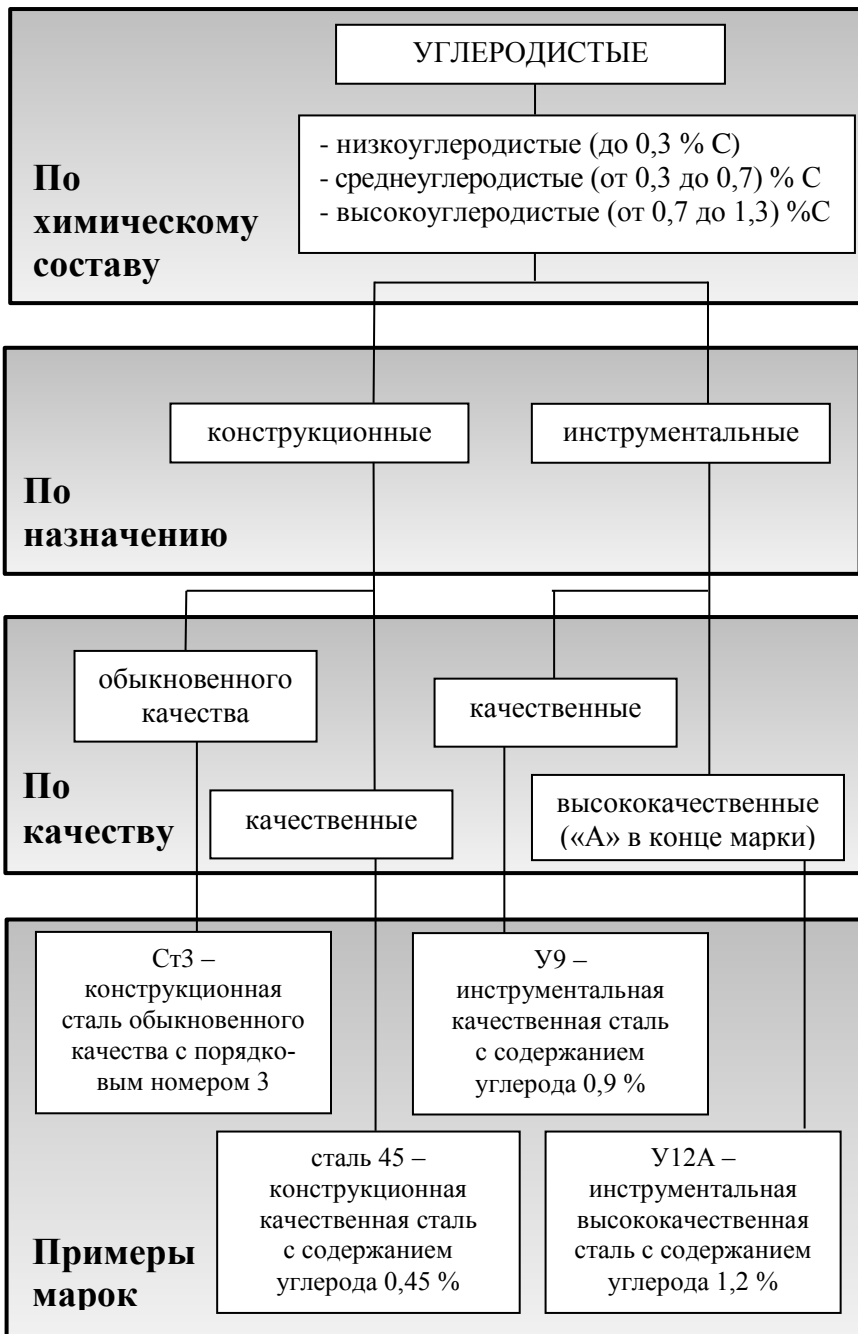 УГЛЕРОДИСТЫЕ
- низкоуглеродистые (до 0,3 % С)
- среднеуглеродистые (от 0,3 до 0,7) % С
- высокоуглеродистые (от 0,7 до 1,3) %С
По
химическому
составу
конструкционные
инструментальные
По
назначению
обыкновенного
качества
качественные
По
качеству
качественные
высококачественные
(«А» в конце марки)
Ст3 –
конструкционная
сталь обыкновенного
качества с порядко-
вым номером 3
У9 –
инструментальная
качественная сталь
с содержанием
углерода 0,9 %
сталь 45 –
конструкционная
качественная сталь
с содержанием
углерода 0,45 %
У12А –
инструментальная
высококачественная
сталь с содержанием
углерода 1,2 %
Примеры
марок